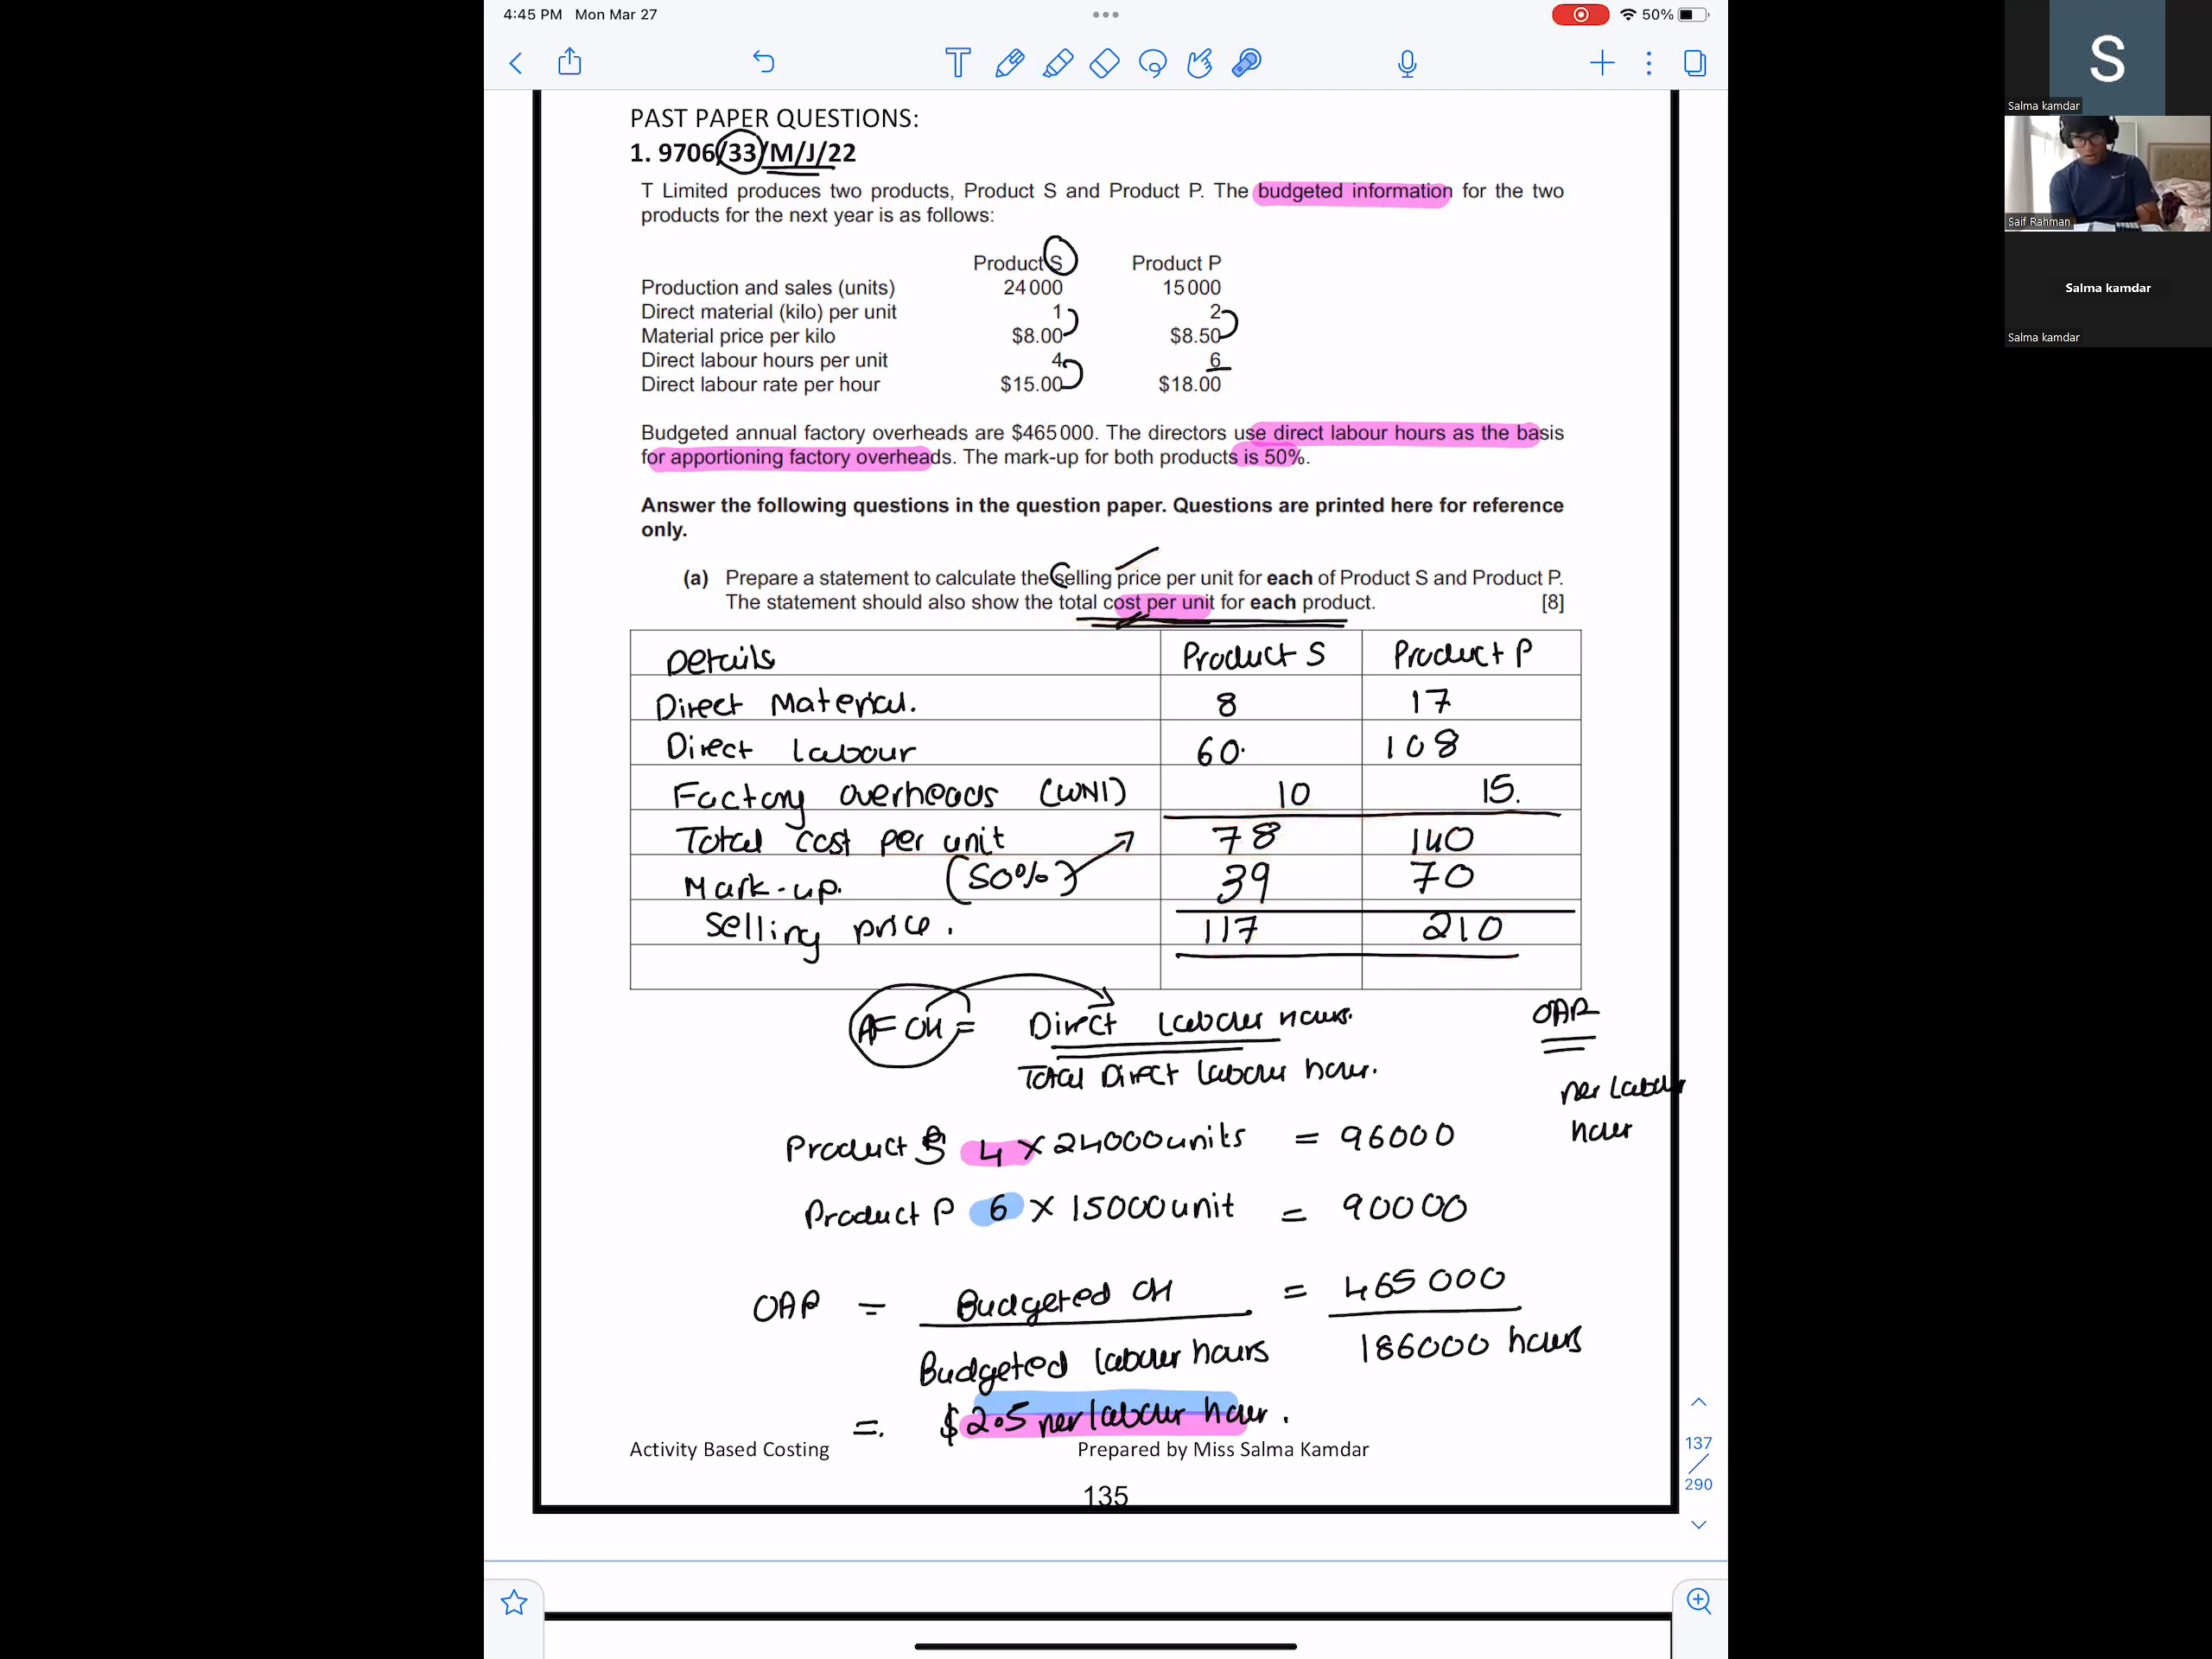 4:45 PM Mon Mar 27
50%
PAST PAPER QUESTIONS:
1. 9706/33/M/J/22
T Limited produces two products, Product S and Product P. The budgeted information for the two
products for the next year is as follows:
Product S Product P
Production and sales (units) 24 000 15 000
Direct material (kilo) per unit 1 2
Material price per kilo $8.00 $8.50
Direct labour hours per unit 4 6
Direct labour rate per hour $15.00 $18.00
Budgeted annual factory overheads are $465 000. The directors use direct labour hours as the basis
for apportioning factory overheads. The mark-up for both products is 50%.
Answer the following questions in the question paper. Questions are printed here for reference
only.
(a) Prepare a statement to calculate the selling price per unit for each of Product S and Product P.
The statement should also show the total cost per unit for each product. [8]
Details Product S Product P
Direct Material. 8 17
Direct Labour 60 108
Factory overheads (WN1) 10 15.
Total cost per unit 78 140
Mark-up. (50%) 39 70
Selling price. 117 210
OH = Direct Labour hours.
Total Direct Labour hour.
OAR
per labour
hour
Product S 4 X 24000 units = 96000
Product P 6 X 15000 unit = 90000
OAR = Budgeted OH = 465 000
Budgeted labour hours 186000 hours
= $2.5 per labour hour.
Activity Based Costing Prepared by Miss Salma Kamdar
135
137
290
S
Salma kamdar
Saif Rahman
Salma kamdar
Salma kamdar